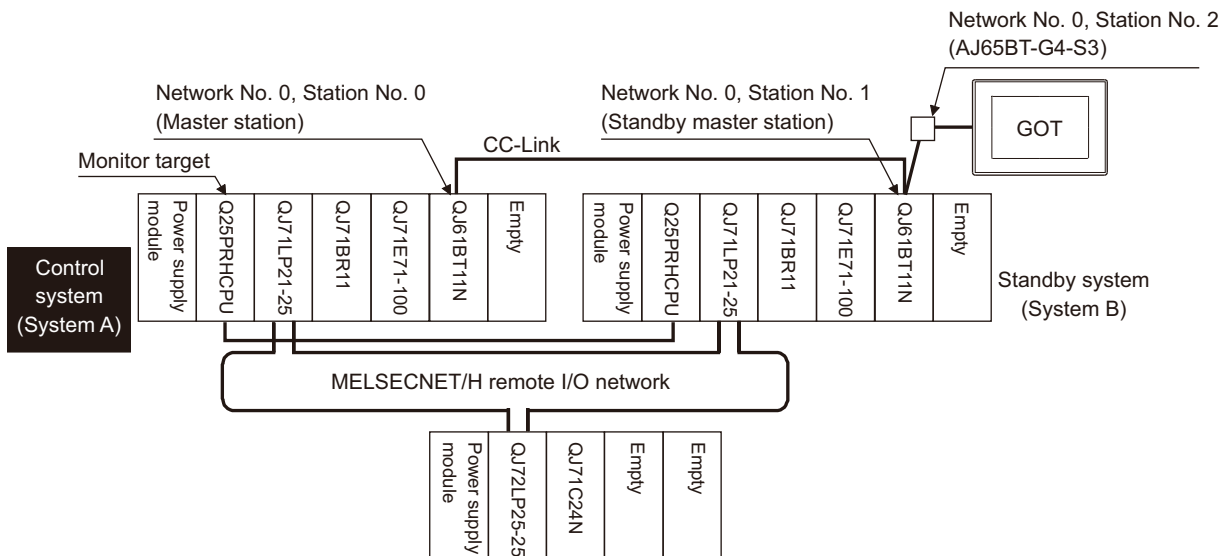 Network No. 0, Station No. 2
(AJ65BT-G4-S3)
Network No. 0, Station No. 0
(Master station)
Network No. 0, Station No. 1
(Standby master station)
GOT
CC-Link
Monitor target
Power supply
module
Q25PRHCPU
QJ71LP21-25
QJ71BR11
QJ71E71-100
QJ61BT11N
Empty
Power supply
module
Q25PRHCPU
QJ71LP21-25
QJ71BR11
QJ71E71-100
QJ61BT11N
Empty
Control
system
(System A)
Standby system
(System B)
MELSECNET/H remote I/O network
Power supply
module
QJ72LP25-25
QJ71C24N
Empty
Empty